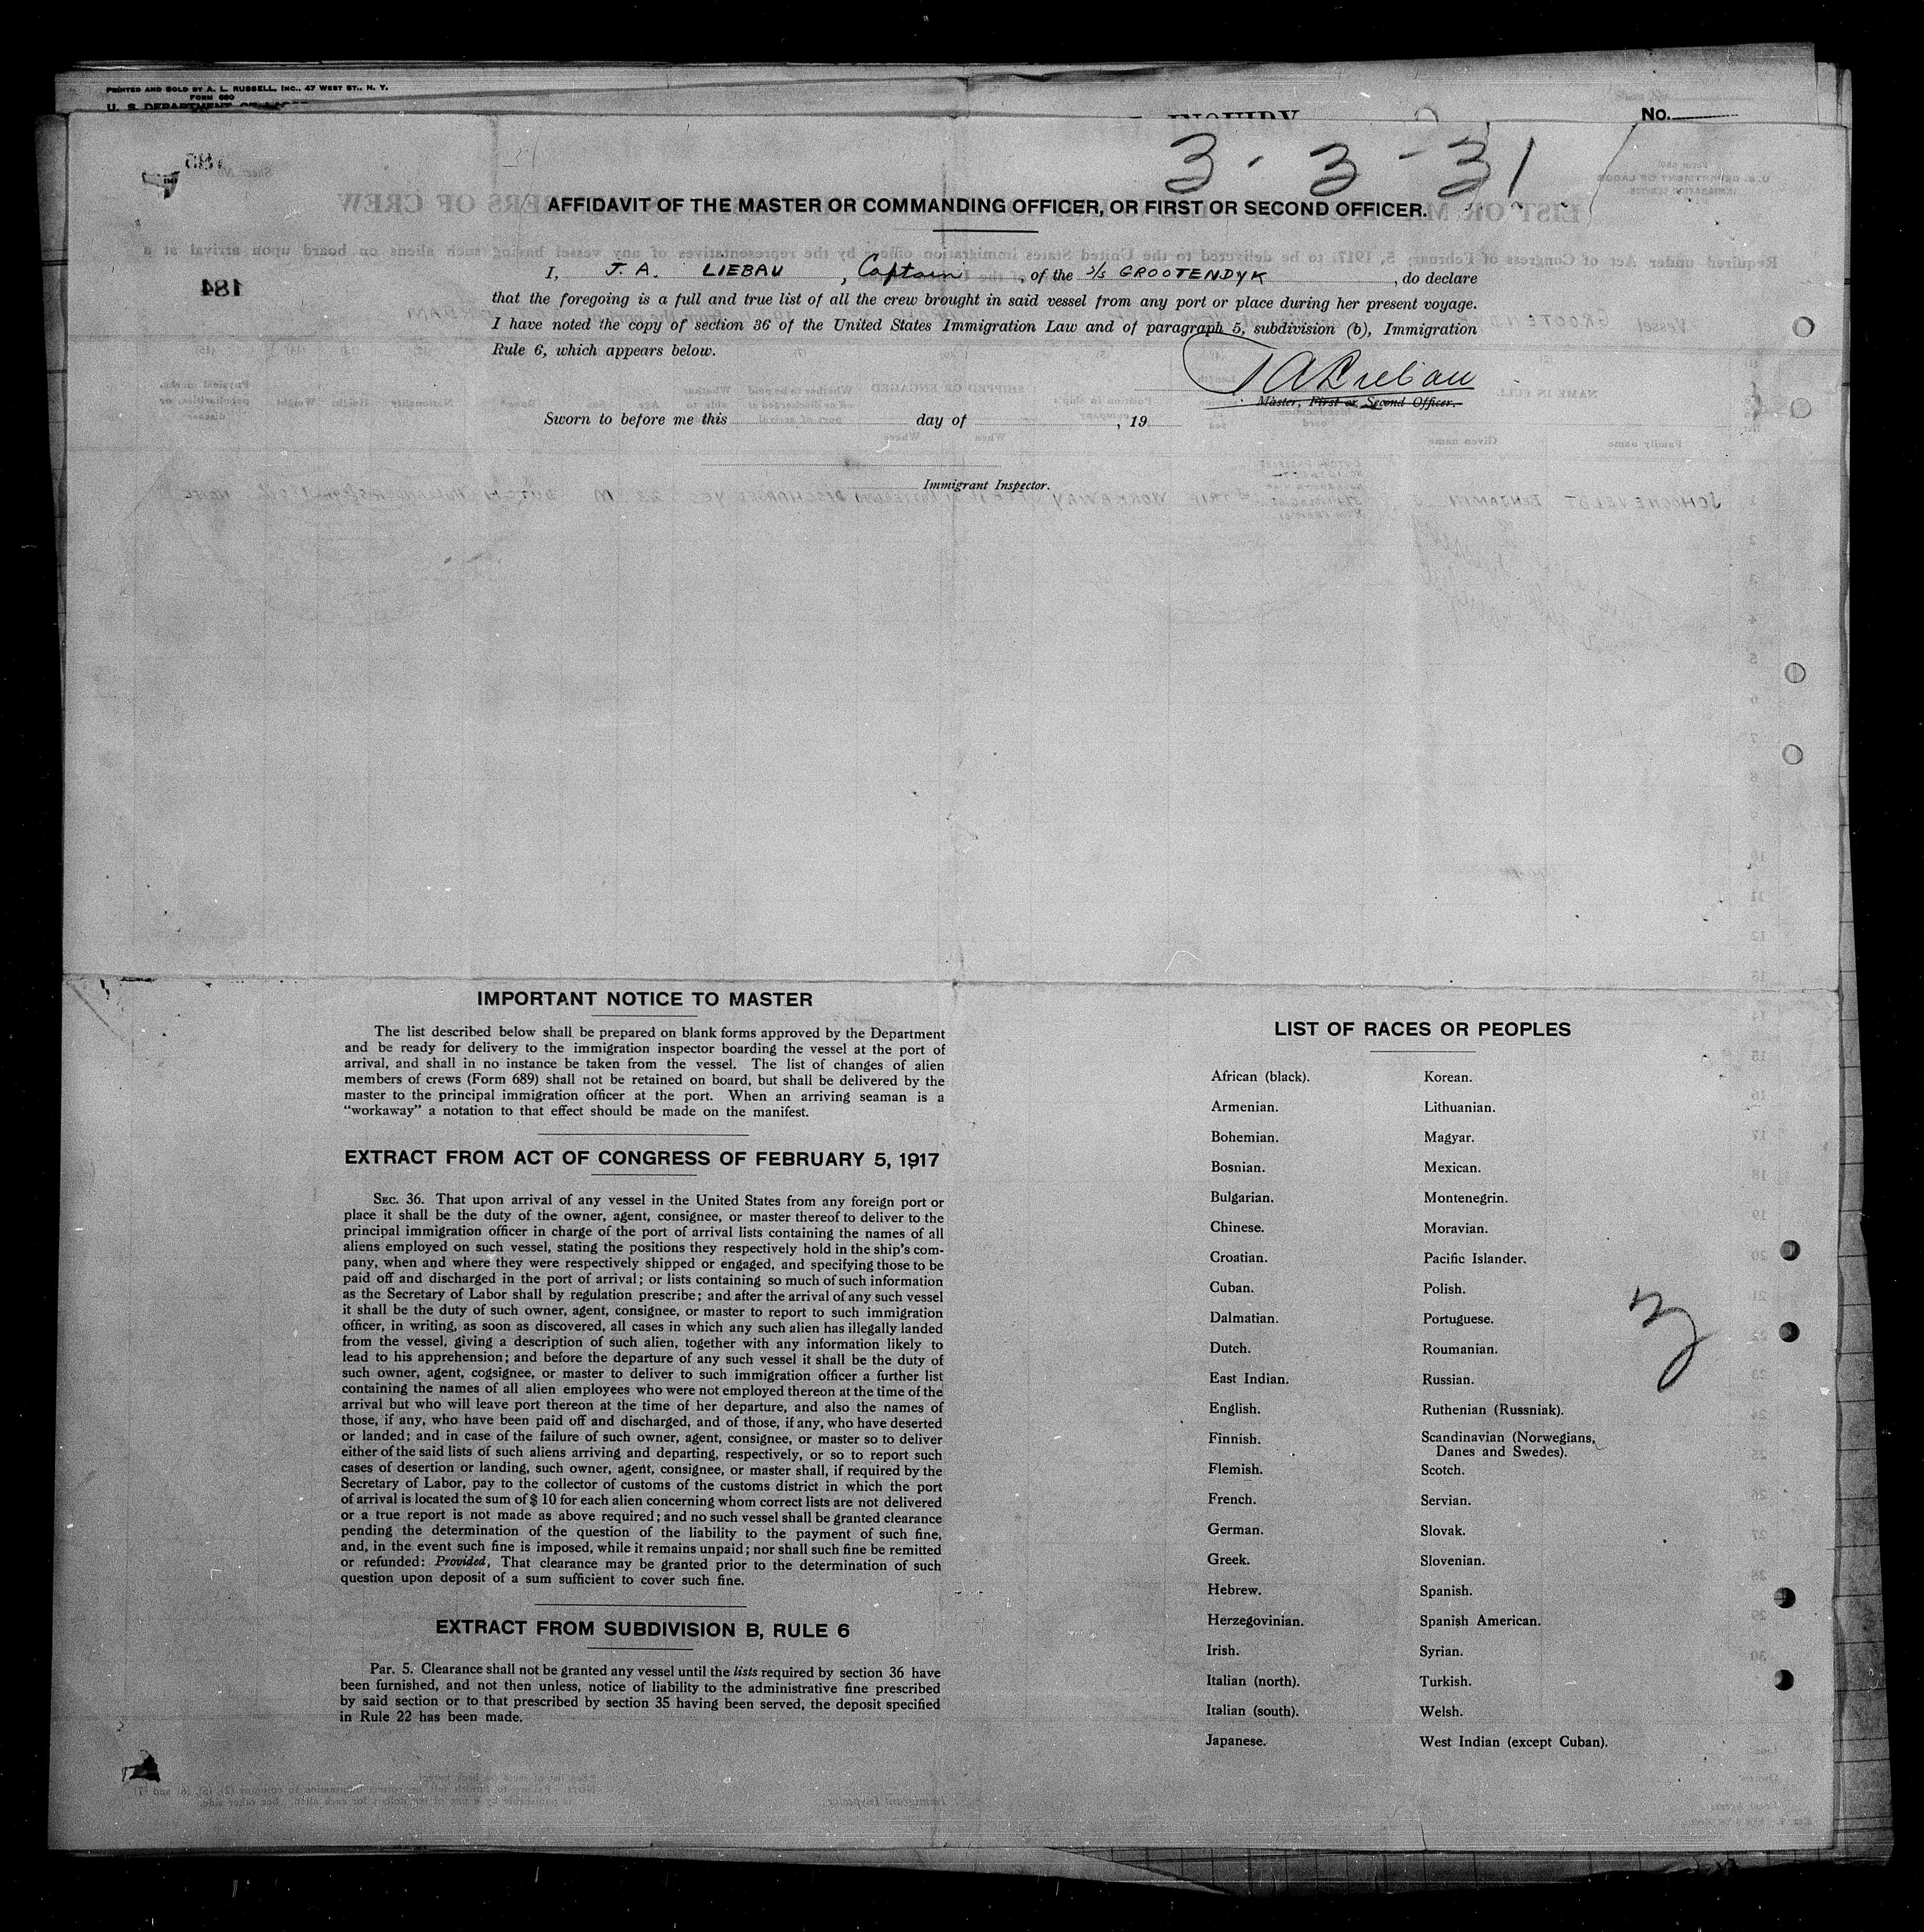 PRINTED AND SOLD BY A. L. RUSSELL, INC., 47 WEST ST., N. Y.
FORM 680
U. S. DEPARTMENT OF
INQUIRY
No.
3 - 3 - 31
AFFIDAVIT OF THE MASTER OR COMMANDING OFFICER, OR FIRST OR SECOND OFFICER.
I, J. A. LIEBAU, Captain, of the S/S GROOTENDYK, do declare
that the foregoing is a full and true list of all the crew brought in said vessel from any port or place during her present voyage.
I have noted the copy of section 36 of the United States Immigration Law and of paragraph 5, subdivision (b), Immigration
Rule 6, which appears below.
JALiebau
Master, First or Second Officer.
Sworn to before me this day of , 19
Immigrant Inspector.
184
IMPORTANT NOTICE TO MASTER
The list described below shall be prepared on blank forms approved by the Department
and be ready for delivery to the immigration inspector boarding the vessel at the port of
arrival, and shall in no instance be taken from the vessel. The list of changes of alien
members of crews (Form 689) shall not be retained on board, but shall be delivered by the
master to the principal immigration officer at the port. When an arriving seaman is a
"workaway" a notation to that effect should be made on the manifest.
EXTRACT FROM ACT OF CONGRESS OF FEBRUARY 5, 1917
SEC. 36. That upon arrival of any vessel in the United States from any foreign port or
place it shall be the duty of the owner, agent, consignee, or master thereof to deliver to the
principal immigration officer in charge of the port of arrival lists containing the names of all
aliens employed on such vessel, stating the positions they respectively hold in the ship's com-
pany, when and where they were respectively shipped or engaged, and specifying those to be
paid off and discharged in the port of arrival; or lists containing so much of such information
as the Secretary of Labor shall by regulation prescribe; and after the arrival of any such vessel
it shall be the duty of such owner, agent, consignee, or master to report to such immigration
officer, in writing, as soon as discovered, all cases in which any such alien has illegally landed
from the vessel, giving a description of such alien, together with any information likely to
lead to his apprehension; and before the departure of any such vessel it shall be the duty of
such owner, agent, cogsignee, or master to deliver to such immigration officer a further list
containing the names of all alien employees who were not employed thereon at the time of the
arrival but who will leave port thereon at the time of her departure, and also the names of
those, if any, who have been paid off and discharged, and of those, if any, who have deserted
or landed; and in case of the failure of such owner, agent, consignee, or master so to deliver
either of the said lists of such aliens arriving and departing, respectively, or so to report such
cases of desertion or landing, such owner, agent, consignee, or master shall, if required by the
Secretary of Labor, pay to the collector of customs of the customs district in which the port
of arrival is located the sum of $ 10 for each alien concerning whom correct lists are not delivered
or a true report is not made as above required; and no such vessel shall be granted clearance
pending the determination of the question of the liability to the payment of such fine,
and, in the event such fine is imposed, while it remains unpaid; nor shall such fine be remitted
or refunded: Provided, That clearance may be granted prior to the determination of such
question upon deposit of a sum sufficient to cover such fine.
EXTRACT FROM SUBDIVISION B, RULE 6
Par. 5. Clearance shall not be granted any vessel until the lists required by section 36 have
been furnished, and not then unless, notice of liability to the administrative fine prescribed
by said section or to that prescribed by section 35 having been served, the deposit specified
in Rule 22 has been made.
LIST OF RACES OR PEOPLES
African (black). Korean.
Armenian. Lithuanian.
Bohemian. Magyar.
Bosnian. Mexican.
Bulgarian. Montenegrin.
Chinese. Moravian.
Croatian. Pacific Islander.
Cuban. Polish.
Dalmatian. Portuguese.
Dutch. Roumanian.
East Indian. Russian.
English. Ruthenian (Russniak).
Finnish. Scandinavian (Norwegians,
Danes and Swedes).
Flemish. Scotch.
French. Servian.
German. Slovak.
Greek. Slovenian.
Hebrew. Spanish.
Herzegovinian. Spanish American.
Irish. Syrian.
Italian (north). Turkish.
Italian (south). Welsh.
Japanese. West Indian (except Cuban).
3